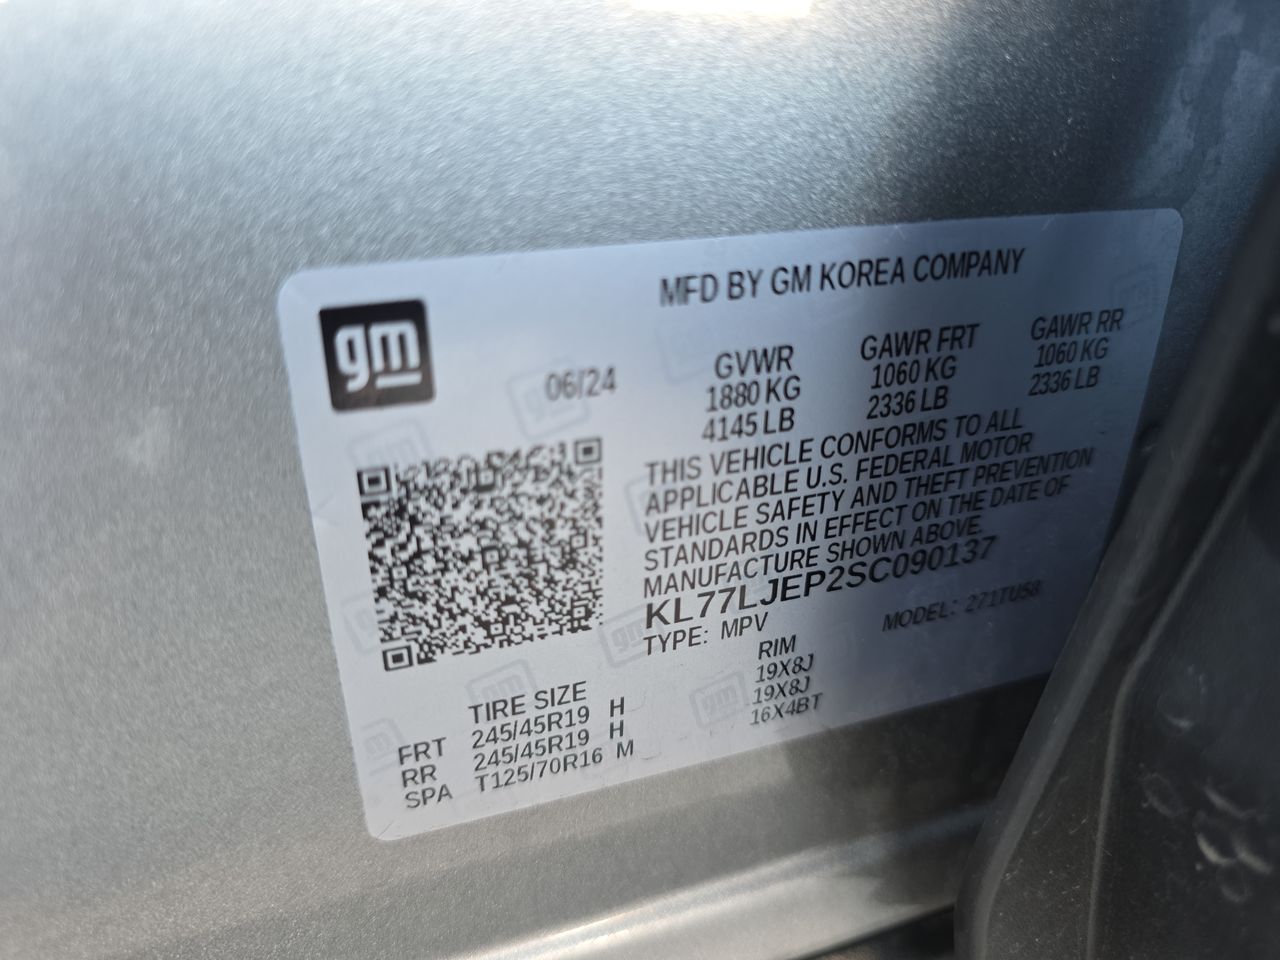 MFD BY GM KOREA COMPANY
gm
06/24
GVWR GAWR FRT GAWR RR
1880 KG 1060 KG 1060 KG
4145 LB 2336 LB 2336 LB
THIS VEHICLE CONFORMS TO ALL
APPLICABLE U.S. FEDERAL MOTOR
VEHICLE SAFETY AND THEFT PREVENTION
STANDARDS IN EFFECT ON THE DATE OF
MANUFACTURE SHOWN ABOVE.
KL77LJEP2SC090137
TYPE: MPV MODEL: 271TU58
TIRE SIZE RIM
FRT 245/45R19 H 19X8J
RR 245/45R19 H 19X8J
SPA T125/70R16 M 16X4BT